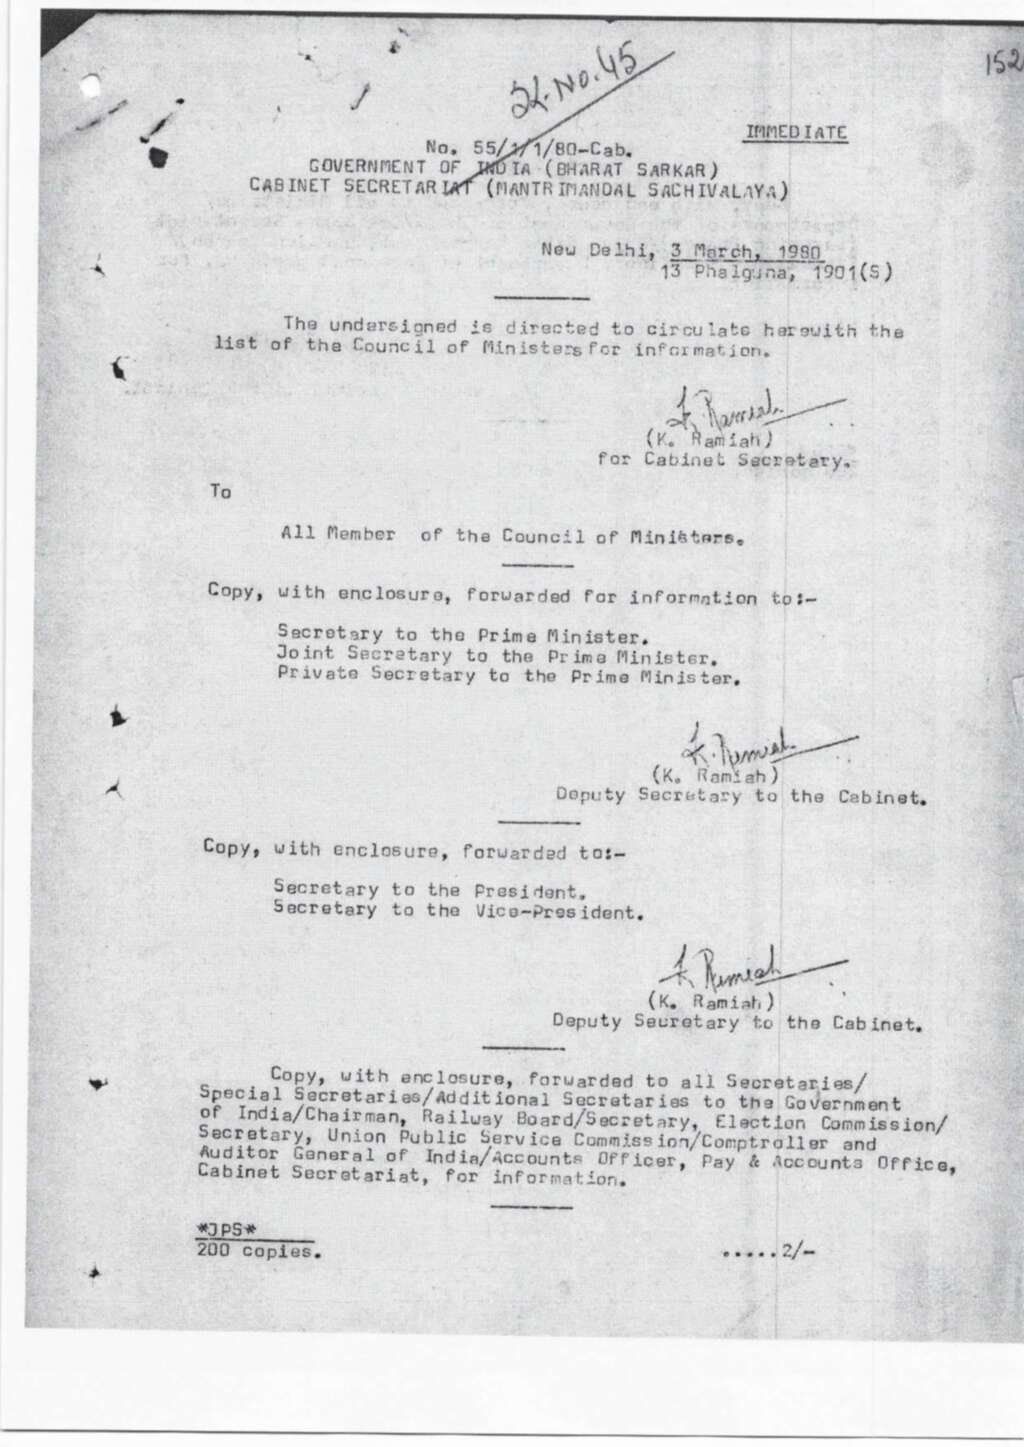 152
Sl. No. 45
IMMEDIATE
No. 55/1/1/80-Cab.
GOVERNMENT OF INDIA (BHARAT SARKAR)
CABINET SECRETARIAT (MANTRIMANDAL SACHIVALAYA)
New Delhi, 3 March, 1980
13 Phalguna, 1901(S)
The undersigned is directed to circulate herewith the
list of the Council of Ministers for information.
K. Ramiah
(K. Ramiah)
for Cabinet Secretary.
To
All Member of the Council of Ministers.
Copy, with enclosure, forwarded for information to:-
Secretary to the Prime Minister.
Joint Secretary to the Prime Minister.
Private Secretary to the Prime Minister.
K. Ramiah
(K. Ramiah)
Deputy Secretary to the Cabinet.
Copy, with enclosure, forwarded to:-
Secretary to the President.
Secretary to the Vice-President.
K Ramiah
(K. Ramiah)
Deputy Secretary to the Cabinet.
Copy, with enclosure, forwarded to all Secretaries/
Special Secretaries/Additional Secretaries to the Government
of India/Chairman, Railway Board/Secretary, Election Commission/
Secretary, Union Public Service Commission/Comptroller and
Auditor General of India/Accounts Officer, Pay & Accounts Office,
Cabinet Secretariat, for information.
*JPS*
200 copies.
.....2/-